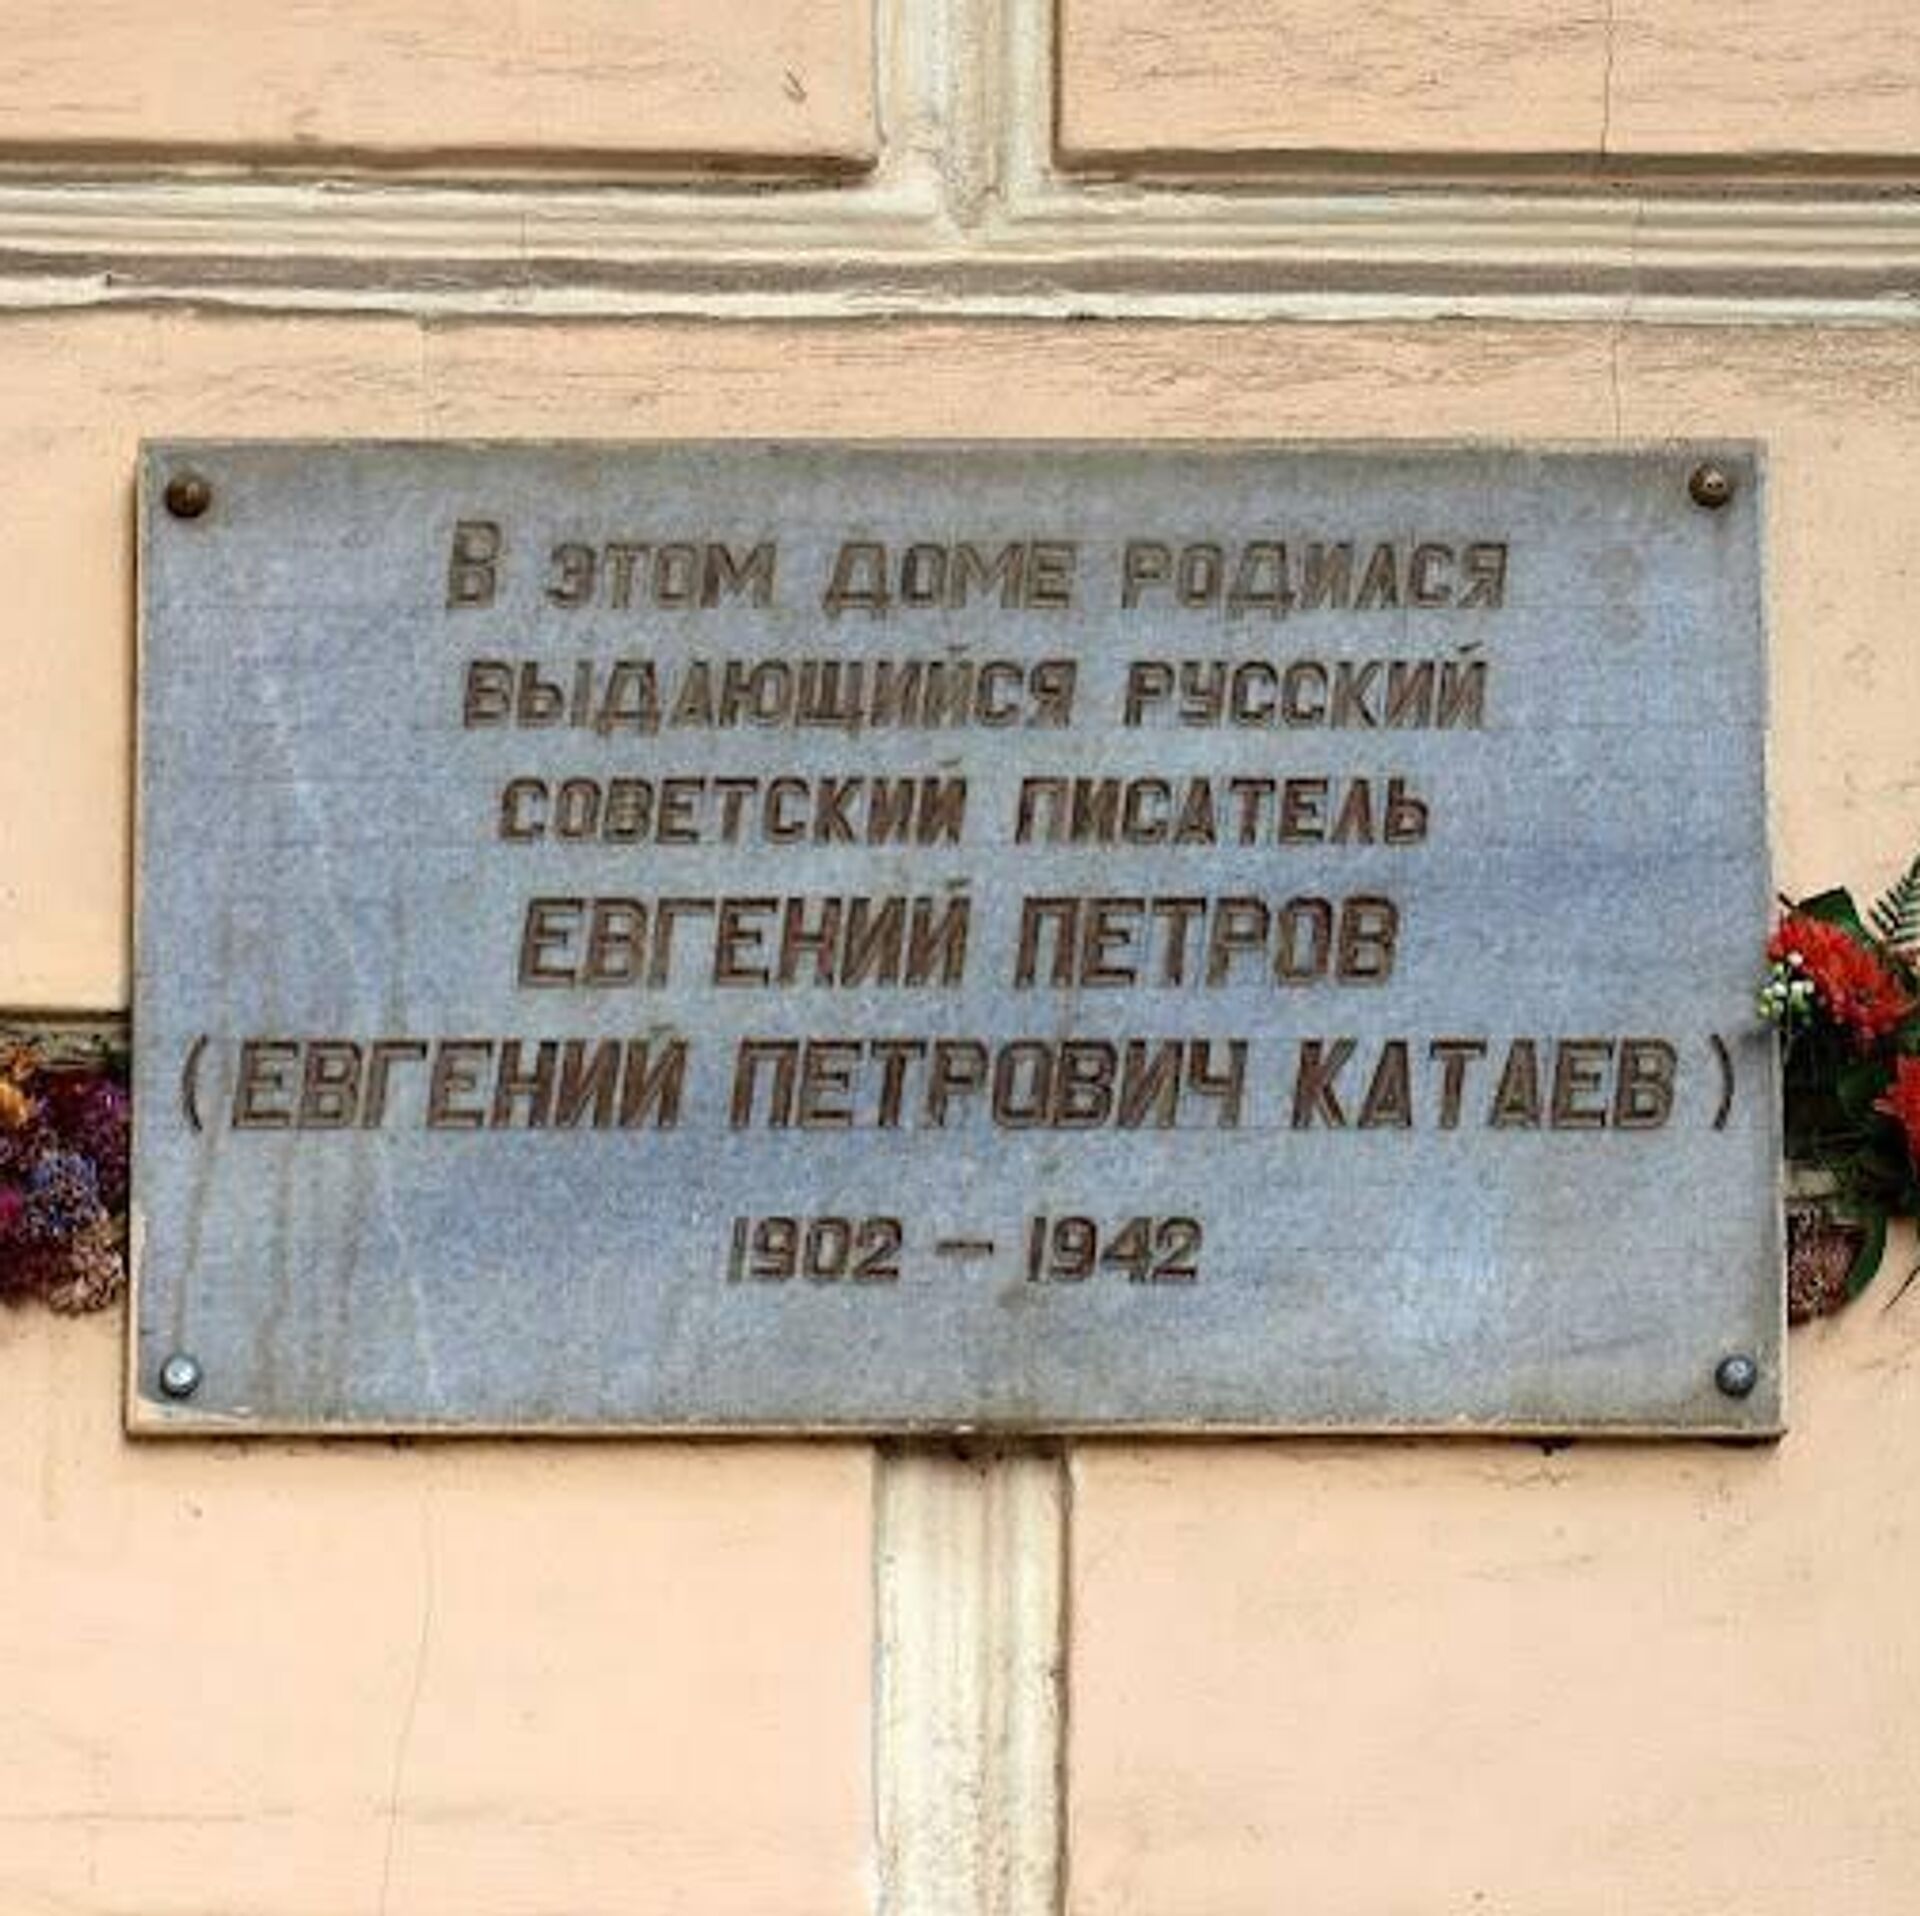 В ЭТОМ ДОМЕ РОДИЛСЯ
ВЫДАЮЩИЙСЯ РУССКИЙ
СОВЕТСКИЙ ПИСАТЕЛЬ
ЕВГЕНИЙ ПЕТРОВ
(ЕВГЕНИЙ ПЕТРОВИЧ КАТАЕВ)
1902 – 1942